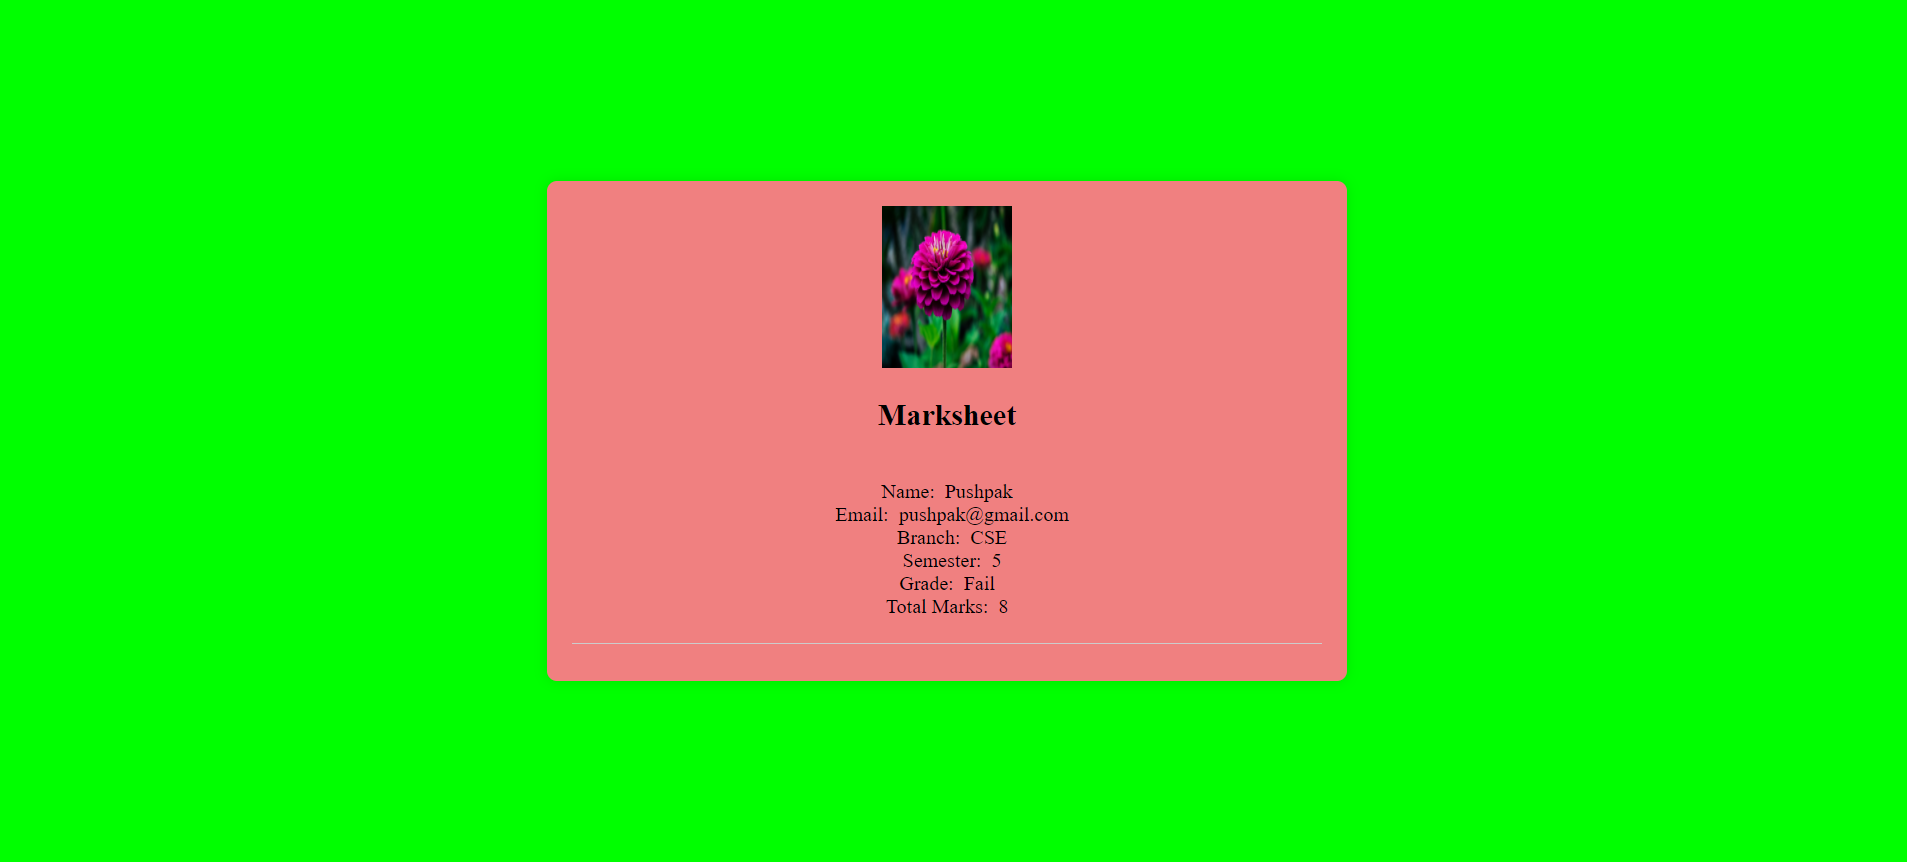 Marksheet
Name: Pushpak
Email: pushpak@gmail.com
Branch: CSE
Semester: 5
Grade: Fail
Total Marks: 8